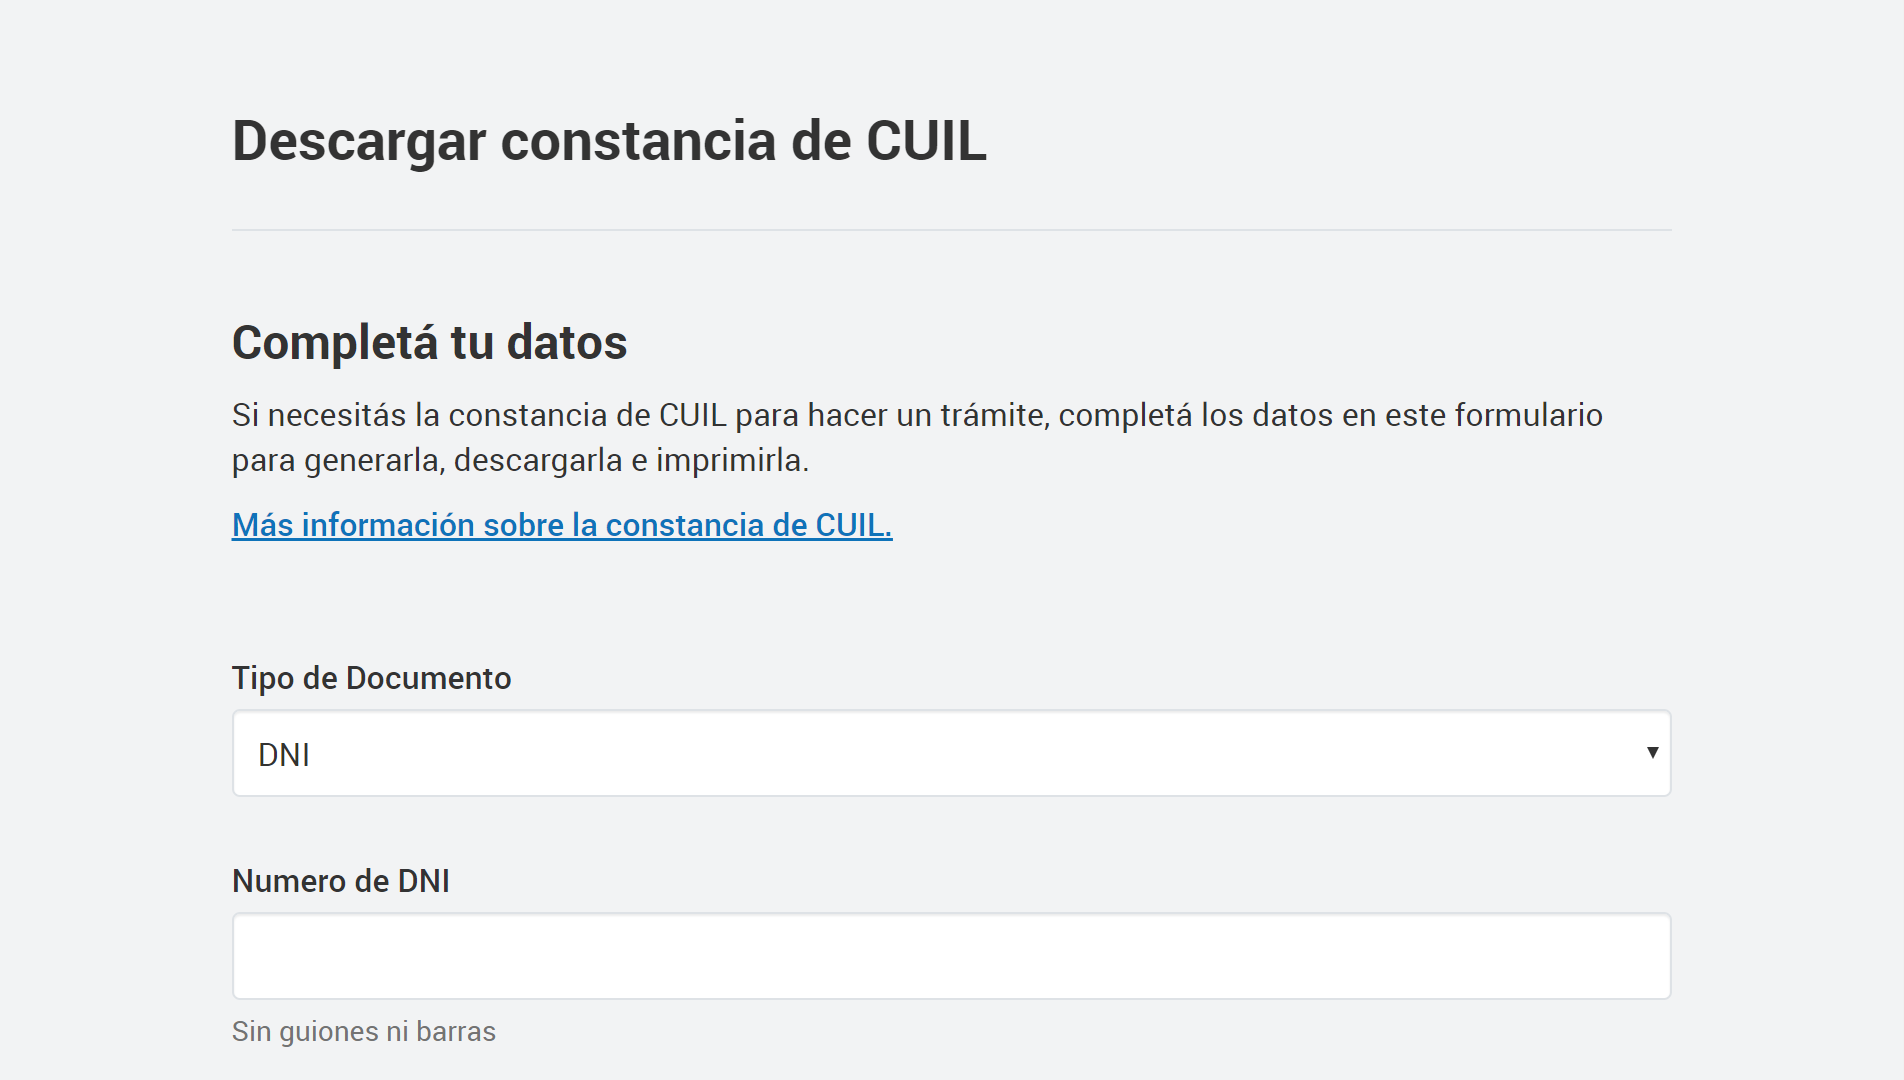 Descargar constancia de CUIL
Completá tu datos
Si necesitás la constancia de CUIL para hacer un trámite, completá los datos en este formulario
para generarla, descargarla e imprimirla.
Más información sobre la constancia de CUIL.
Tipo de Documento
DNI
Numero de DNI
Sin guiones ni barras